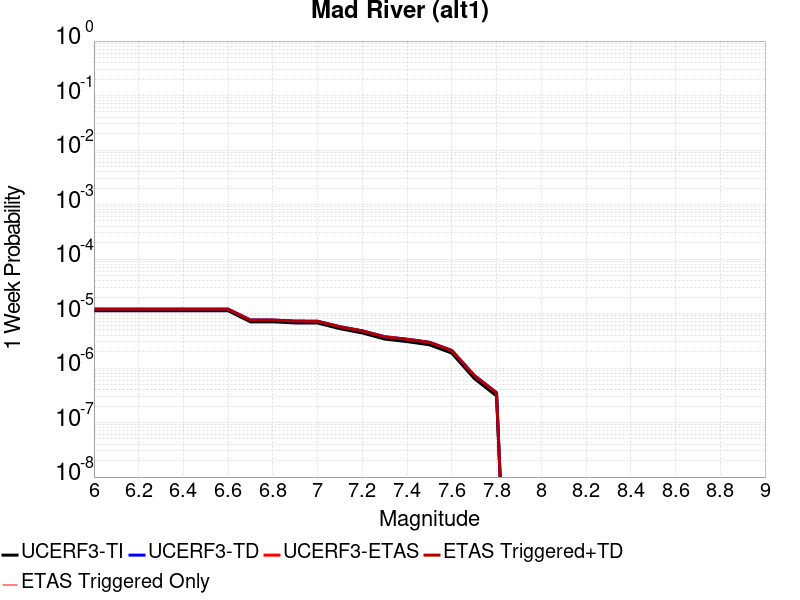 Mad River (alt1)
10^0
10^-1
10^-2
10^-3
10^-4
10^-5
10^-6
10^-7
10^-8
1 Week Probability
6 6.2 6.4 6.6 6.8 7 7.2 7.4 7.6 7.8 8 8.2 8.4 8.6 8.8 9
Magnitude
UCERF3-TI UCERF3-TD UCERF3-ETAS ETAS Triggered+TD
ETAS Triggered Only